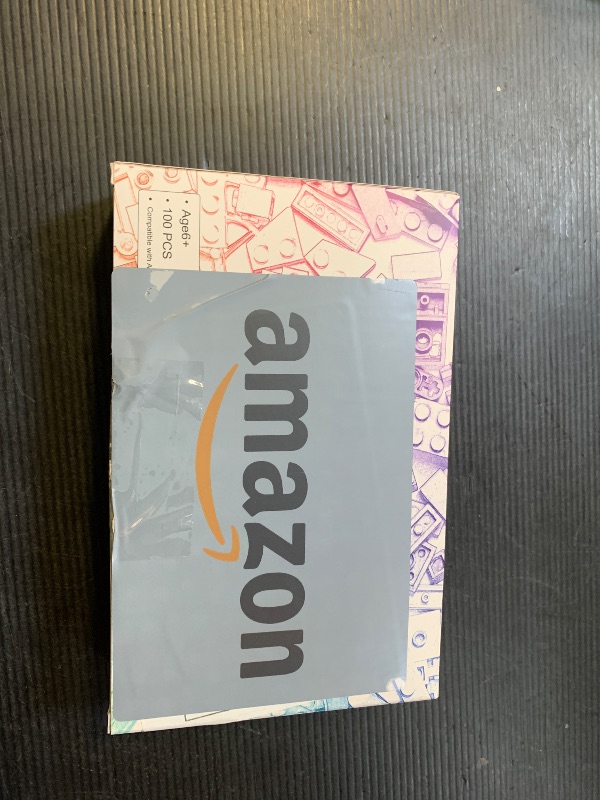 • Age6+
• 100 PCS
• Compatible with A
amazon